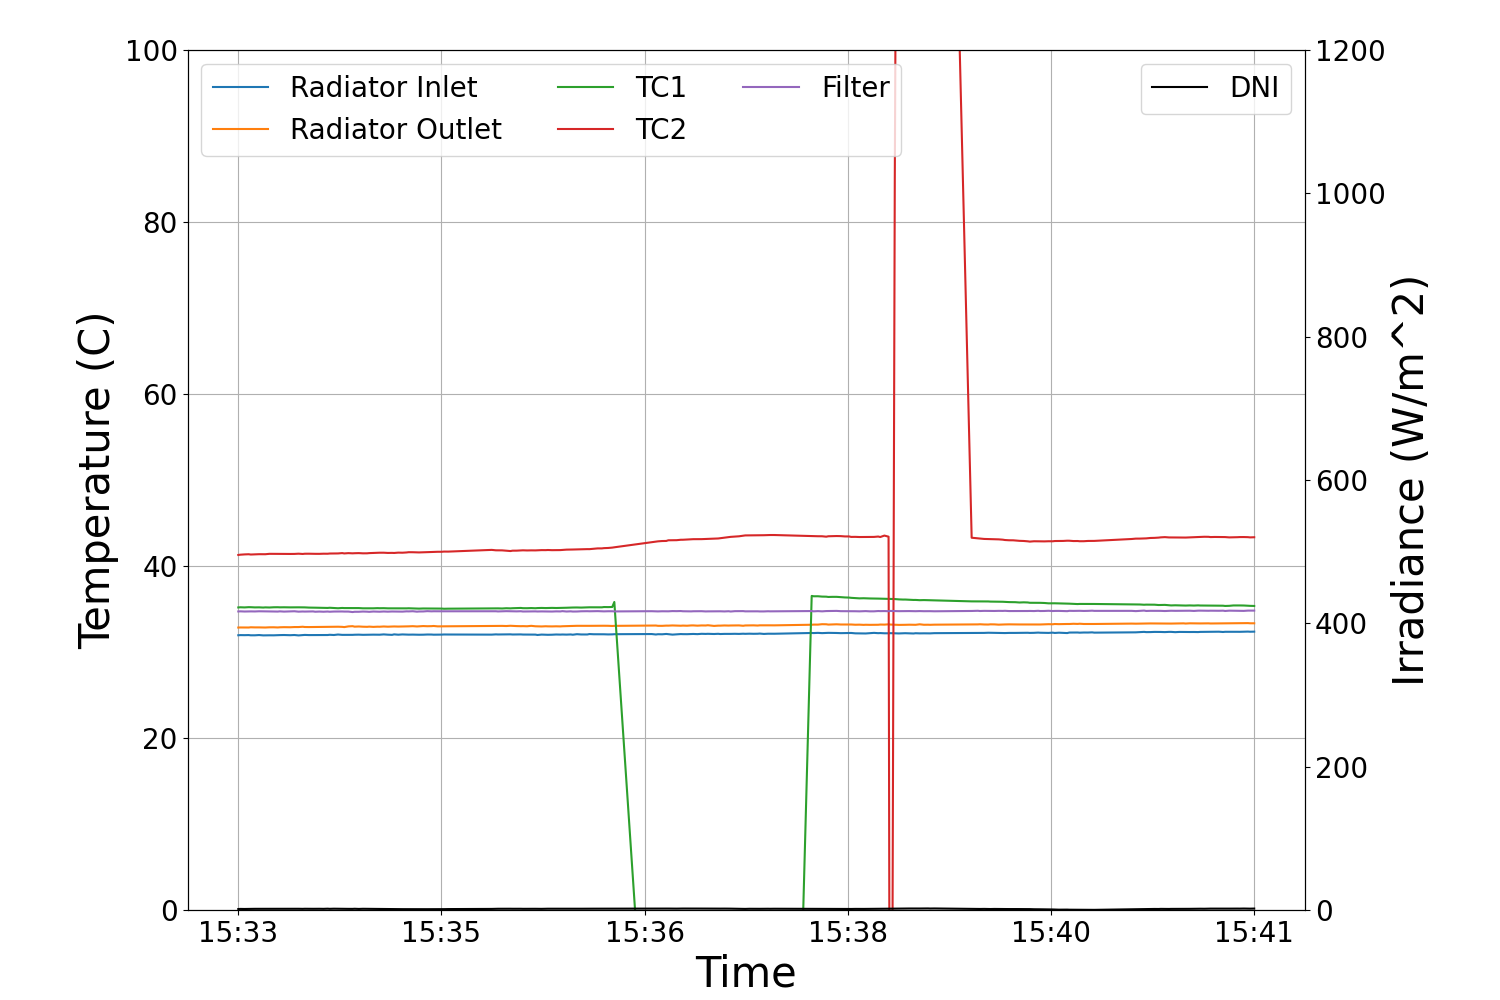 Radiator Inlet
Radiator Outlet
TC1
TC2
Filter
DNI
Temperature (C)
100
80
60
40
20
0
Irradiance (W/m^2)
1200
1000
800
600
400
200
0
15:33 15:35 15:36 15:38 15:40 15:41
Time